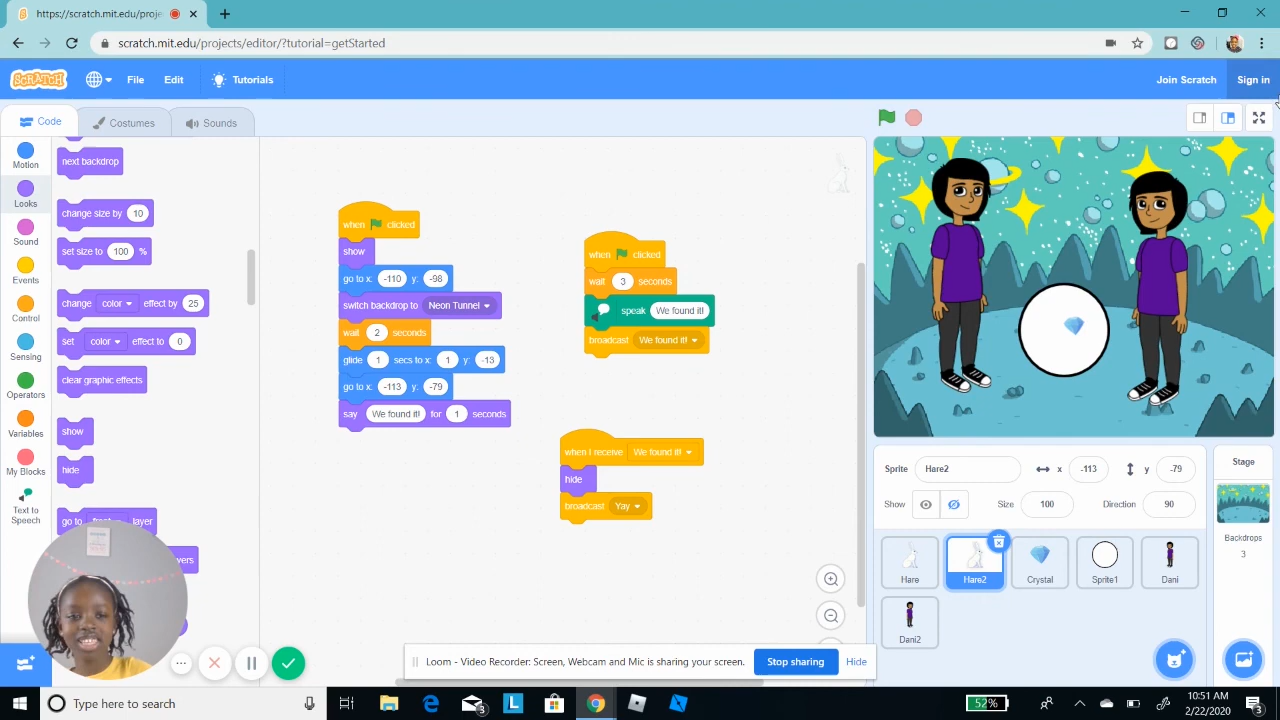 https://scratch.mit.edu/proje
scratch.mit.edu/projects/editor/?tutorial=getStarted
SCRATCH File Edit Tutorials Join Scratch Sign in
Code Costumes Sounds
Motion
Looks
Sound
Events
Control
Sensing
Operators
Variables
My Blocks
Text to
Speech
next backdrop
change size by 10
set size to 100 %
change color effect by 25
set color effect to 0
clear graphic effects
show
hide
go to front layer
yers
when clicked
show
go to x: -110 y: -98
switch backdrop to Neon Tunnel
wait 2 seconds
glide 1 secs to x: 1 y: -13
go to x: -113 y: -79
say We found it! for 1 seconds
when clicked
wait 3 seconds
speak We found it!
broadcast We found it!
when I receive We found it!
hide
broadcast Yay
Sprite Hare2 x -113 y -79
Show Size 100 Direction 90
Hare Hare2 Crystal Sprite1 Dani
Dani2
Stage
Backdrops
3
Loom - Video Recorder: Screen, Webcam and Mic is sharing your screen. Stop sharing Hide
Type here to search
3
L
52%
10:51 AM
2/22/2020
3